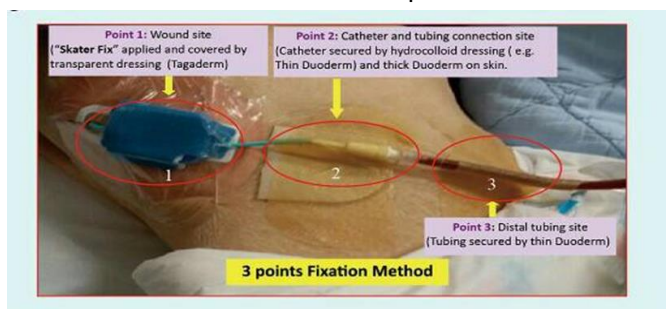 Point 1: Wound site
("Skater Fix" applied and covered by
transparent dressing (Tagaderm)
Point 2: Catheter and tubing connection site
(Catheter secured by hydrocolloid dressing ( e.g.
Thin Duoderm) and thick Duoderm on skin.
1
2
3
Point 3: Distal tubing site
(Tubing secured by thin Duoderm)
3 points Fixation Method